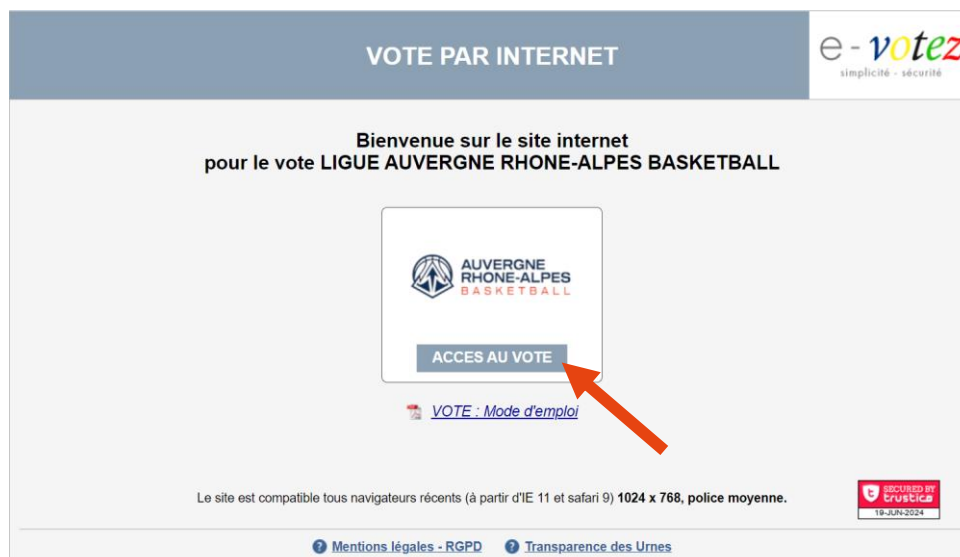 VOTE PAR INTERNET
e - votez
simplicité - sécurité
Bienvenue sur le site internet
pour le vote LIGUE AUVERGNE RHONE-ALPES BASKETBALL
AUVERGNE
RHONE-ALPES
BASKETBALL
ACCES AU VOTE
VOTE : Mode d'emploi
Le site est compatible tous navigateurs récents (à partir d'IE 11 et safari 9) 1024 x 768, police moyenne.
SECURED BY
trustico
19-JUN-2024
Mentions légales - RGPD
Transparence des Urnes